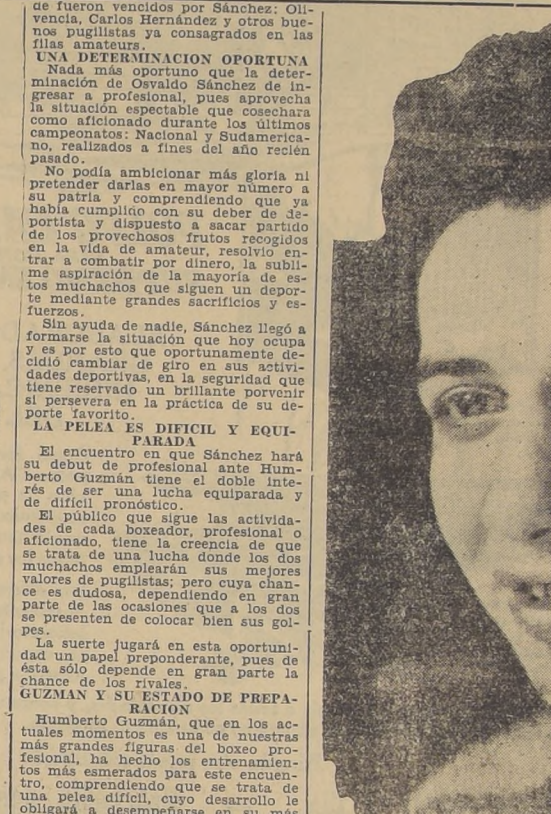 de fueron vencidos por Sánchez: Oli-
vencia, Carlos Hernández y otros bue-
nos pugilistas ya consagrados en las
filas amateurs.
UNA DETERMINACION OPORTUNA
Nada más oportuno que la deter-
minación de Osvaldo Sánchez de in-
gresar a profesional, pues aprovecha
la situación espectable que cosechara
como aficionado durante los últimos
campeonatos: Nacional y Sudamerica-
no, realizados a fines del año recién
pasado.
No podía ambicionar más gloria ni
pretender darlas en mayor número a
su patria y comprendiendo que ya
había cumplido con su deber de de-
portista y dispuesto a sacar partido
de los provechosos frutos recogidos
en la vida de amateur, resolvió en-
trar a combatir por dinero, la subli-
me aspiración de la mayoría de es-
tos muchachos que siguen un depor-
te mediante grandes sacrificios y es-
fuerzos.
Sin ayuda de nadie, Sánchez llegó a
formarse la situación que hoy ocupa
y es por esto que oportunamente de-
cidió cambiar de giro en sus activi-
dades deportivas, en la seguridad que
tiene reservado un brillante porvenir
si persevera en la práctica de su de-
porte favorito.
LA PELEA ES DIFICIL Y EQUI-
PARADA
El encuentro en que Sánchez hará
su debut de profesional ante Hum-
berto Guzmán tiene el doble inte-
rés de ser una lucha equiparada y
de difícil pronóstico.
El público que sigue las activida-
des de cada boxeador, profesional o
aficionado, tiene la creencia de que
se trata de una lucha donde los dos
muchachos emplearán sus mejores
valores de pugilistas; pero cuya chan-
ce es dudosa, dependiendo en gran
parte de las ocasiones que a los dos
se presenten de colocar bien sus gol-
pes.
La suerte jugará en esta oportuni-
dad un papel preponderante, pues de
ésta sólo depende en gran parte la
chance de los rivales.
GUZMAN Y SU ESTADO DE PREPA-
RACION
Humberto Guzmán, que en los ac-
tuales momentos es una de nuestras
más grandes figuras del boxeo pro-
fesional, ha hecho los entrenamien-
tos más esmerados para este encuen-
tro, comprendiendo que se trata de
una pelea difícil, cuyo desarrollo le
obligará a desempeñarse en su más